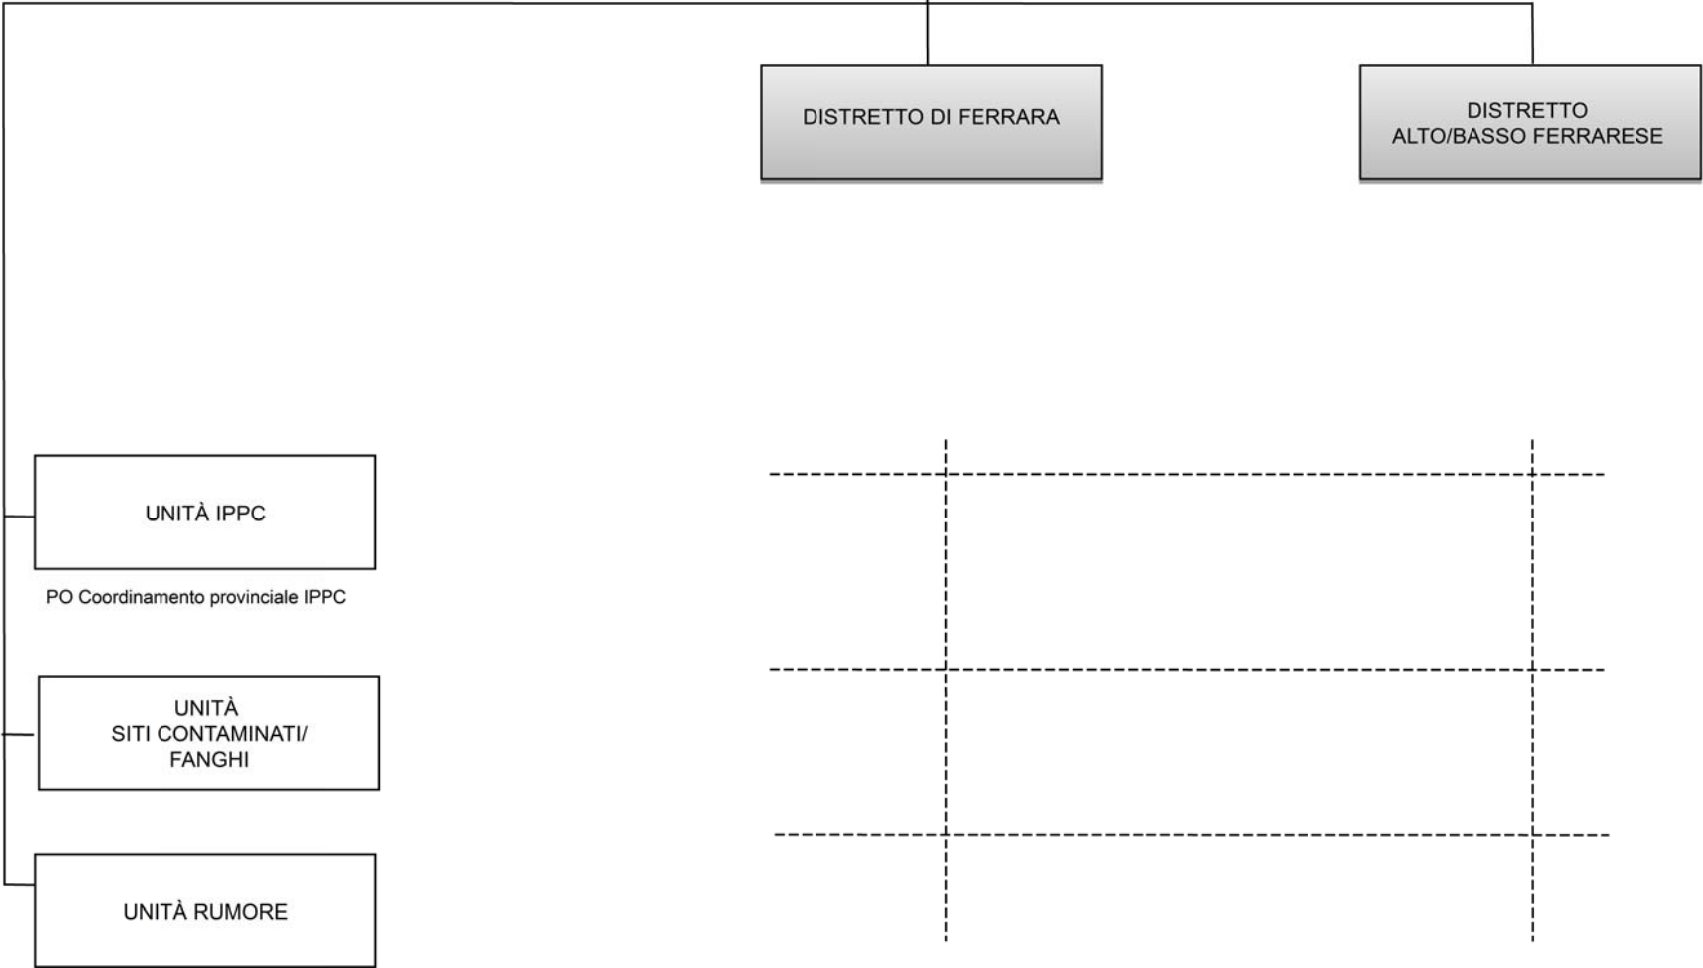 DISTRETTO DI FERRARA
DISTRETTO
ALTO/BASSO FERRARESE
UNITÀ IPPC
PO Coordinamento provinciale IPPC
UNITÀ
SITI CONTAMINATI/
FANGHI
UNITÀ RUMORE